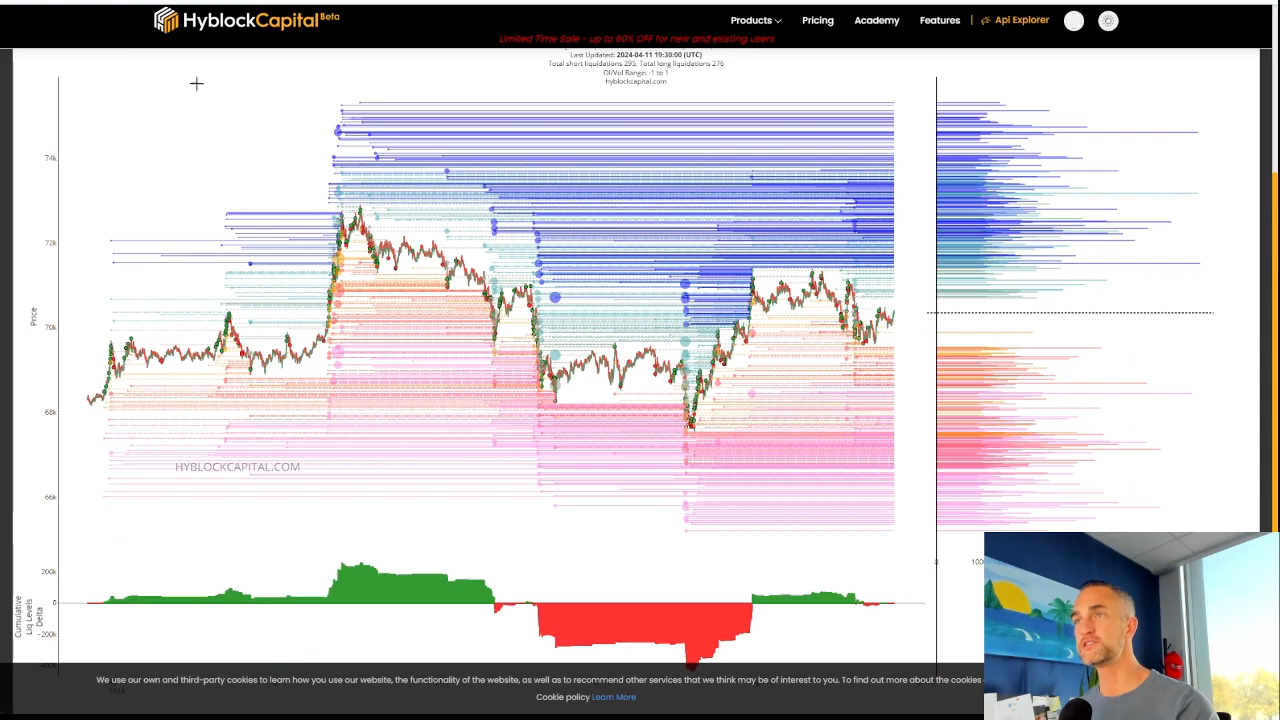 HyblockCapital Beta
Products Pricing Academy Features Api Explorer
Limited Time Sale - up to 60% OFF for new and existing users
Last Updated: 2024-04-11 19:30:00 (UTC)
Total short liquidations 295, Total long liquidations 276
OI/Vol Range: -1 to 1
hyblockcapital.com
74k
72k
70k
68k
66k
Price
HYBLOCKCAPITAL.COM
200k
0
−200k
Cumulative
Liq Levels
Delta
0
2024
We use our own and third-party cookies to learn how you use our website, the functionality of the website, as well as to recommend other services that we think may be of interest to you. To find out more about the cookies
Cookie policy Learn More